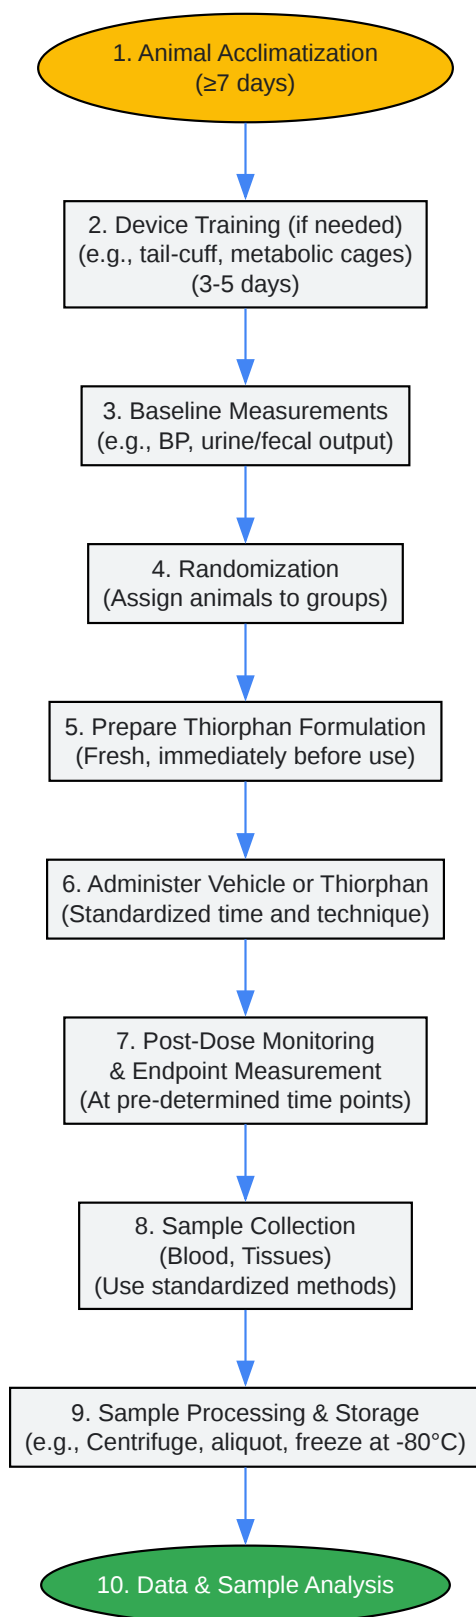 1. Animal Acclimatization
(≥7 days)
2. Device Training (if needed)
(e.g., tail-cuff, metabolic cages)
(3-5 days)
3. Baseline Measurements
(e.g., BP, urine/fecal output)
4. Randomization
(Assign animals to groups)
5. Prepare Thiorphan Formulation
(Fresh, immediately before use)
6. Administer Vehicle or Thiorphan
(Standardized time and technique)
7. Post-Dose Monitoring
& Endpoint Measurement
(At pre-determined time points)
8. Sample Collection
(Blood, Tissues)
(Use standardized methods)
9. Sample Processing & Storage
(e.g., Centrifuge, aliquot, freeze at -80°C)
10. Data & Sample Analysis